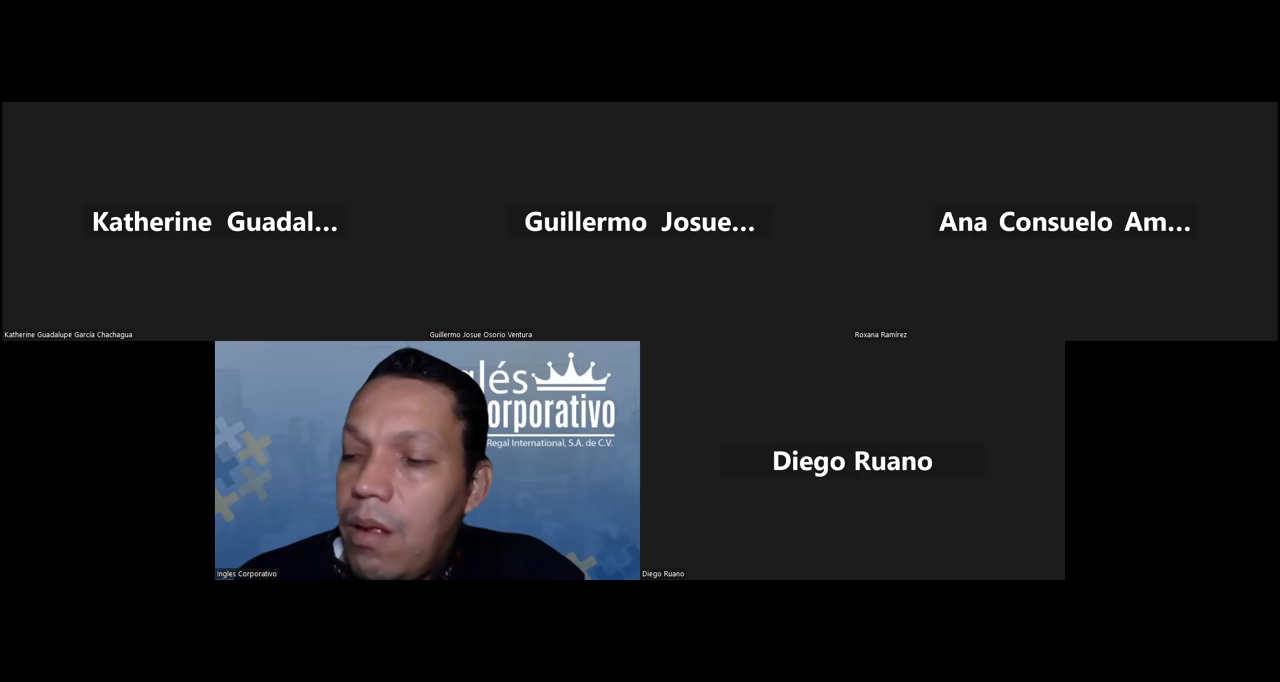 Katherine Guadal...
Guillermo Josue...
Ana Consuelo Am...
Katherine Guadalupe García Chachagua
Guillermo Josue Osorio Ventura
Roxana Ramírez
glés
orporativo
Regal International, S.A. de C.V.
Diego Ruano
Ingles Corporativo
Diego Ruano